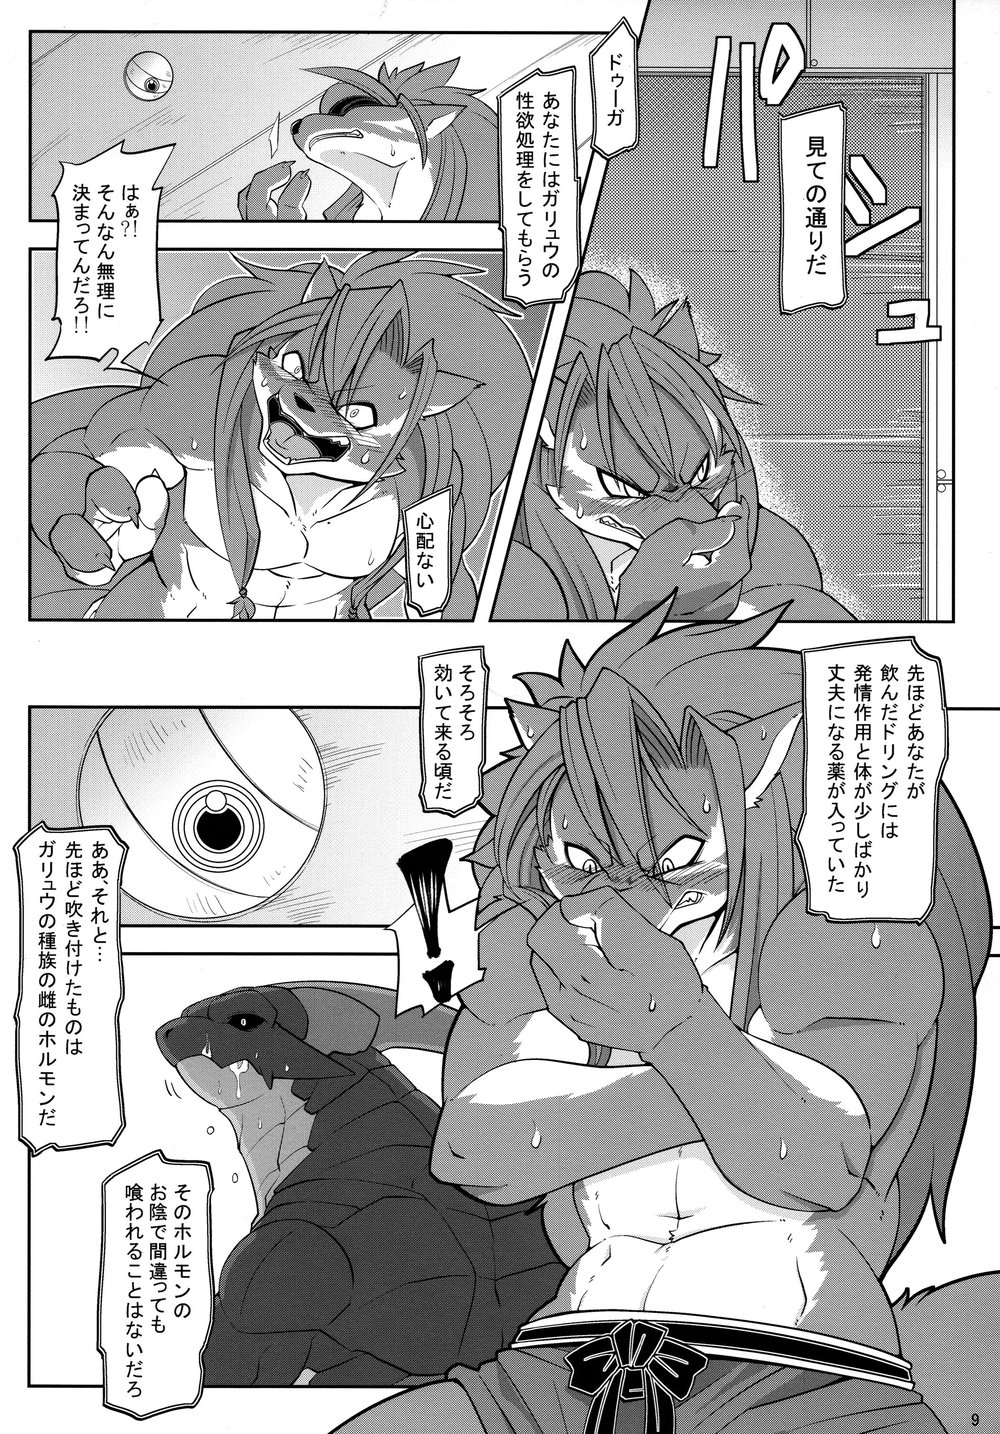 見ての通りだ
パシュ
ドゥーガ
あなたにはガリュウの
性欲処理をしてもらう
はぁ?!
そんなん無理に
決まってんだろ!!
心配ない
先ほどあなたが
飲んだドリンクには
発情作用と体が少しばかり
丈夫になる薬が入っていた
そろそろ
効いて来る頃だ
!
ああ、それと…
先ほど吹き付けたものは
ガリュウの種族の雌のホルモンだ
そのホルモンの
お陰で間違っても
喰われることはないだろ
9